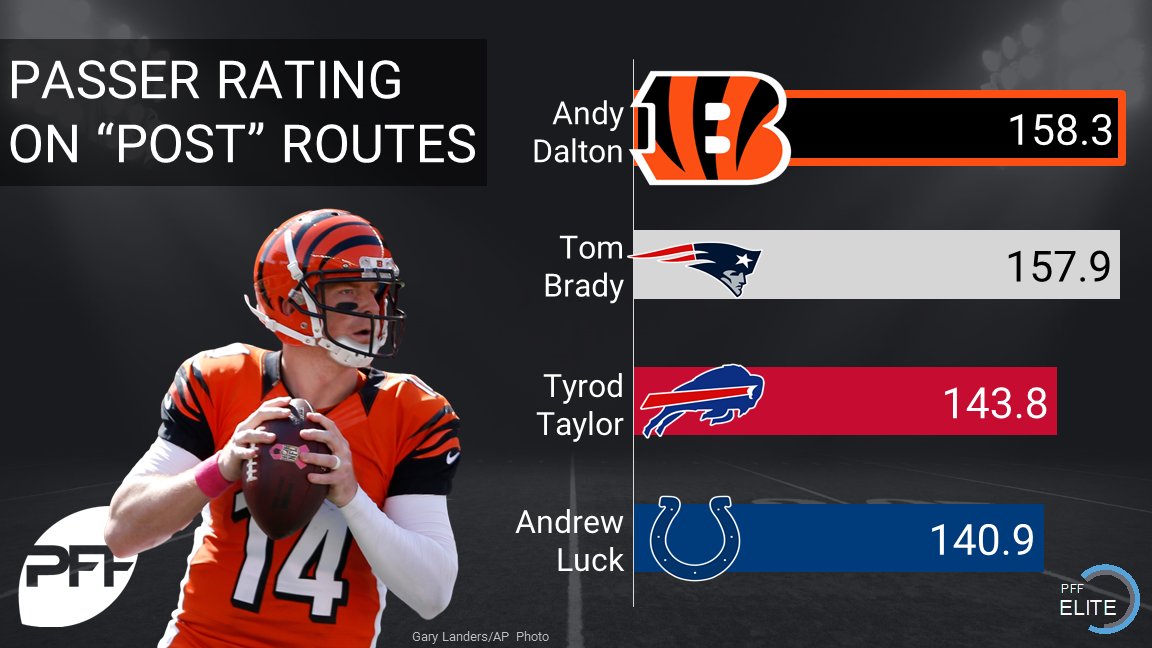 PASSER RATING
ON “POST” ROUTES
Andy
Dalton
158.3
Tom
Brady
157.9
Tyrod
Taylor
143.8
Andrew
Luck
140.9
14
PFF
PFF
ELITE
Gary Landers/AP Photo